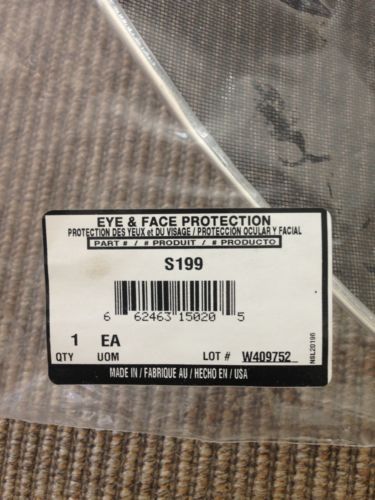 EYE & FACE PROTECTION
PROTECTION DES YEUX et DU VISAGE / PROTECCIÓN OCULAR Y FACIAL
PART # / # PRODUIT / # PRODUCTO
S199
6 62463 15020 5
1 EA
QTY UOM LOT # W409752
MADE IN / FABRIQUE AU / HECHO EN / USA
NSL20195